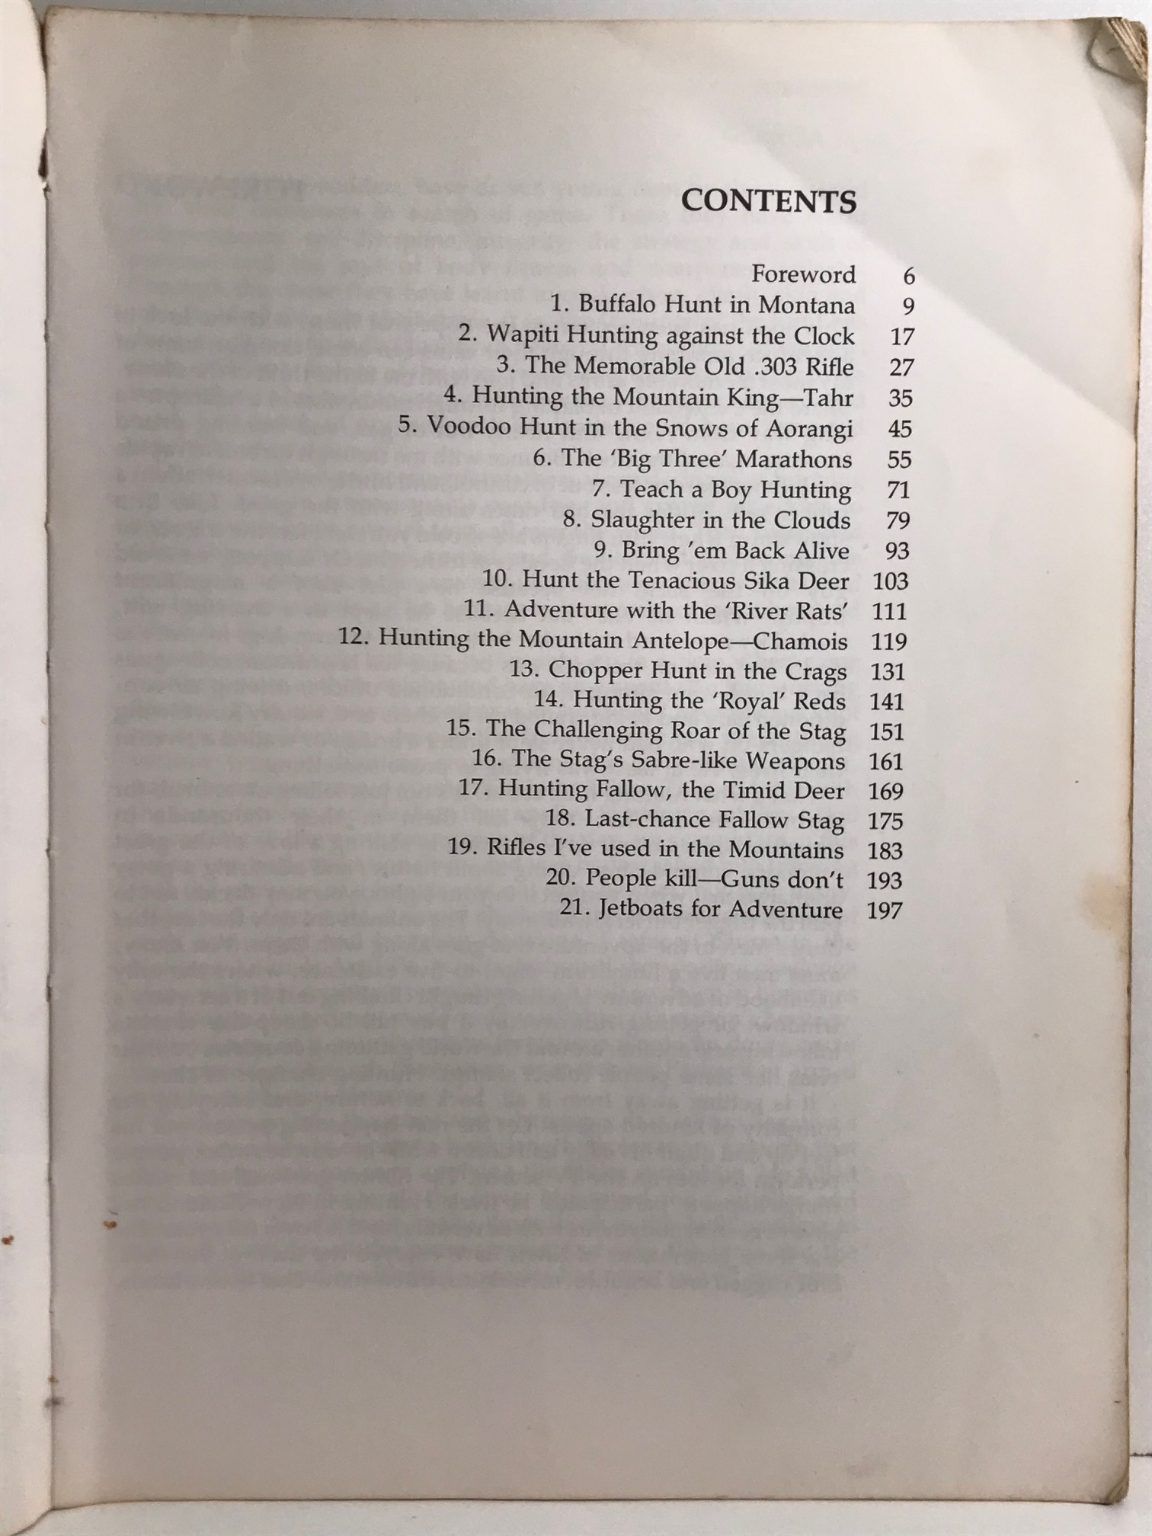 CONTENTS
Foreword 6
1. Buffalo Hunt in Montana 9
2. Wapiti Hunting against the Clock 17
3. The Memorable Old .303 Rifle 27
4. Hunting the Mountain King—Tahr 35
5. Voodoo Hunt in the Snows of Aorangi 45
6. The ‘Big Three’ Marathons 55
7. Teach a Boy Hunting 71
8. Slaughter in the Clouds 79
9. Bring ’em Back Alive 93
10. Hunt the Tenacious Sika Deer 103
11. Adventure with the ‘River Rats’ 111
12. Hunting the Mountain Antelope—Chamois 119
13. Chopper Hunt in the Crags 131
14. Hunting the ‘Royal’ Reds 141
15. The Challenging Roar of the Stag 151
16. The Stag’s Sabre-like Weapons 161
17. Hunting Fallow, the Timid Deer 169
18. Last-chance Fallow Stag 175
19. Rifles I’ve used in the Mountains 183
20. People kill—Guns don’t 193
21. Jetboats for Adventure 197